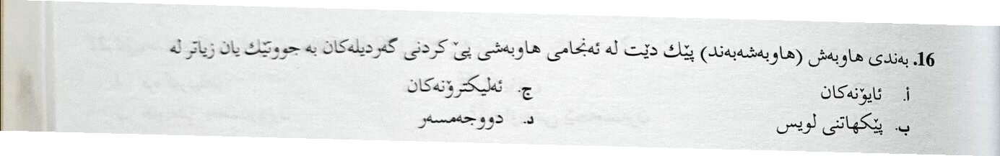 16. بەندی هاوبەش (هاوبەشەبەند) پێك دێت لە ئەنجامی هاوبەشی پێ کردنی گەردیلەکان بە جووتێك یان زیاتر لە
أ. ئایۆنەکان ج. ئەلیکترۆنەکان
ب. پێکهاتنی لویس د. دووجەمسەر